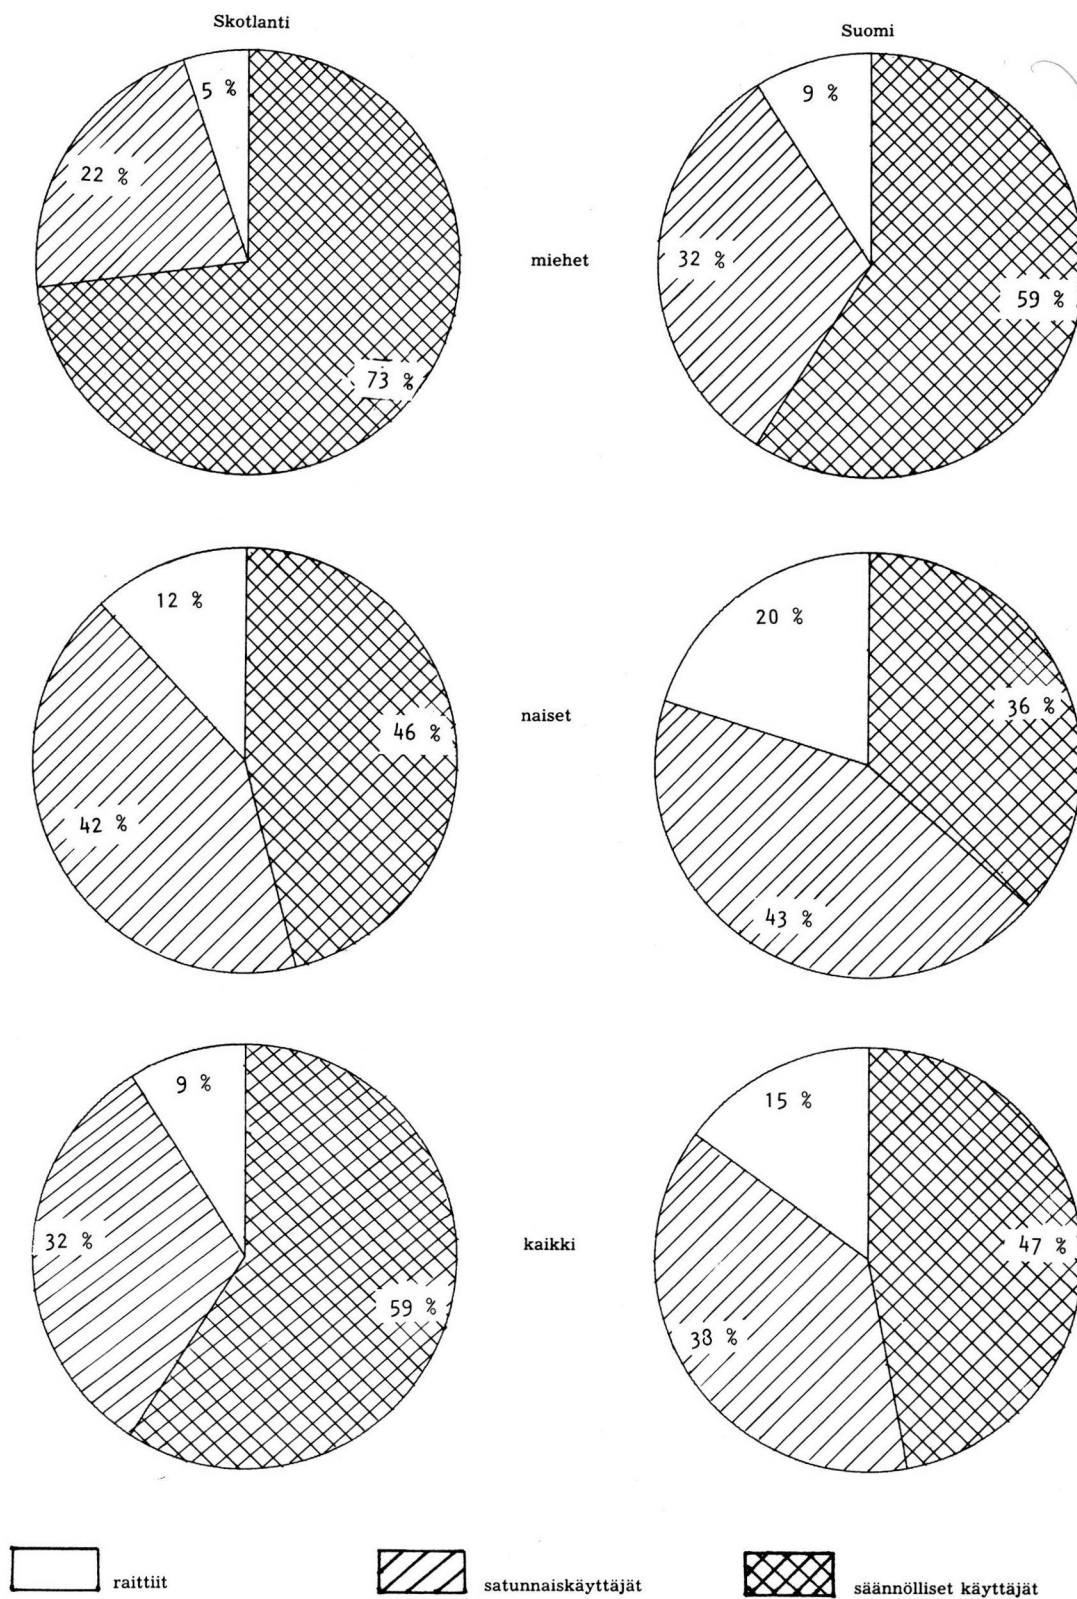 Skotlanti
Suomi
5 %
9 %
22 %
32 %
miehet
59 %
73 %
12 %
20 %
46 %
naiset
36 %
42 %
43 %
9 %
15 %
32 %
kaikki
47 %
59 %
38 %
raittiit
satunnaiskäyttäjät
säännölliset käyttäjät